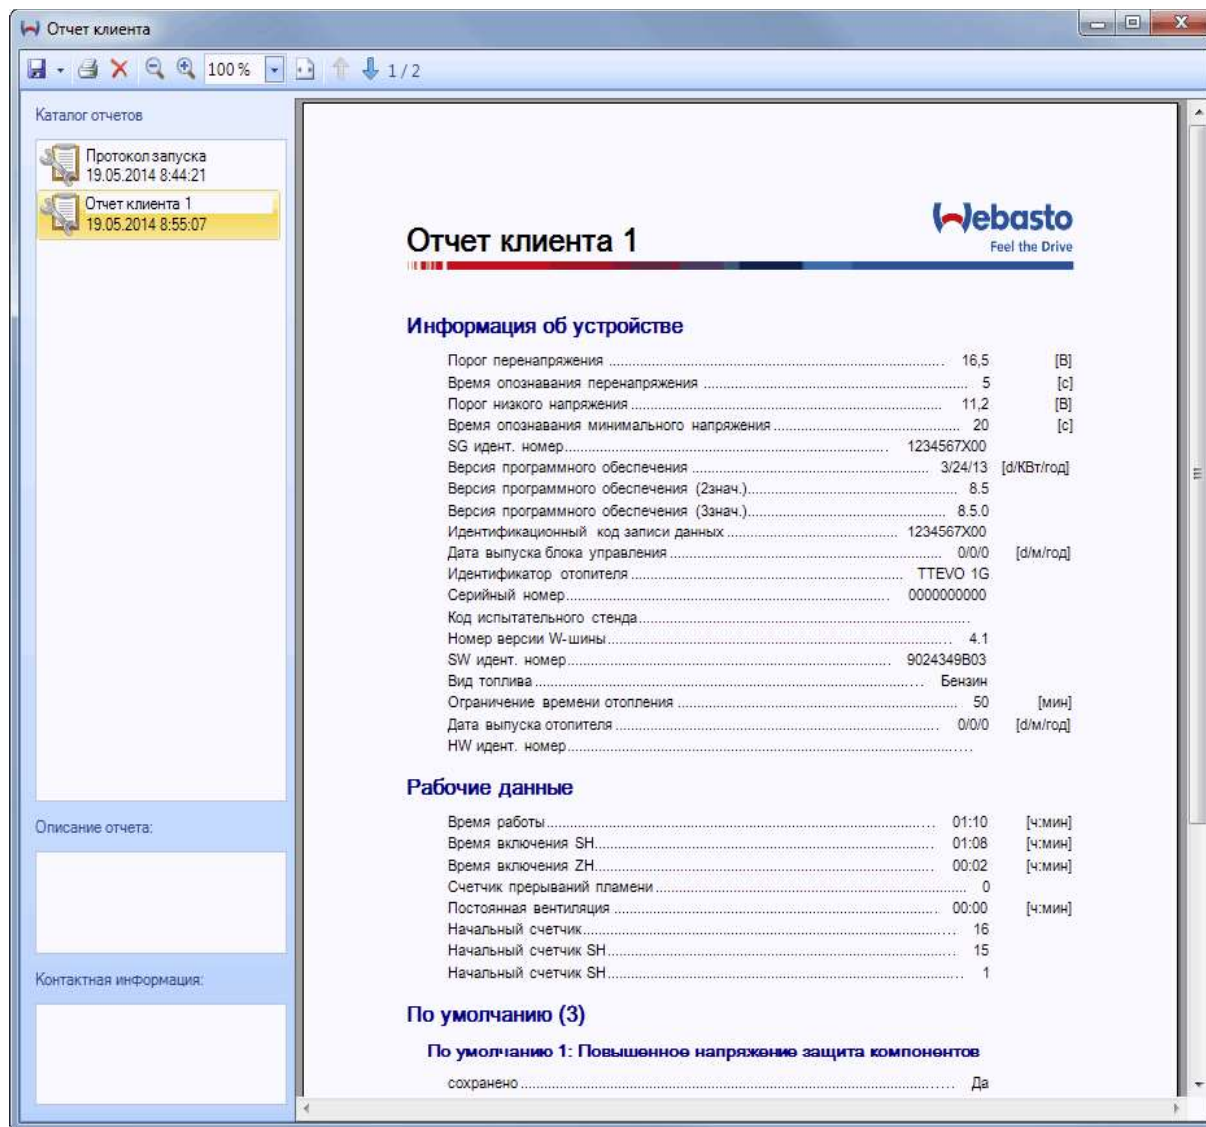 Отчет клиента
100%
1 / 2
Каталог отчетов
Протокол запуска
19.05.2014 8:44:21
Отчет клиента 1
19.05.2014 8:55:07
Описание отчета:
Контактная информация:
Webasto
Feel the Drive
Отчет клиента 1
Информация об устройстве
Порог перенапряжения 16,5 [В]
Время опознавания перенапряжения 5 [с]
Порог низкого напряжения 11,2 [В]
Время опознавания минимального напряжения 20 [с]
SG идент. номер 1234567X00
Версия программного обеспечения 3/24/13 [d/КВт/год]
Версия программного обеспечения (2знач.) 8.5
Версия программного обеспечения (3знач.) 8.5.0
Идентификационный код записи данных 1234567X00
Дата выпуска блока управления 0/0/0 [d/м/год]
Идентификатор отопителя TTEVO 1G
Серийный номер 0000000000
Код испытательного стенда
Номер версии W-шины 4.1
SW идент. номер 9024349B03
Вид топлива Бензин
Ограничение времени отопления 50 [мин]
Дата выпуска отопителя 0/0/0 [d/м/год]
HW идент. номер
Рабочие данные
Время работы 01:10 [ч:мин]
Время включения SH 01:08 [ч:мин]
Время включения ZH 00:02 [ч:мин]
Счетчик прерываний пламени 0
Постоянная вентиляция 00:00 [ч:мин]
Начальный счетчик 16
Начальный счетчик SH 15
Начальный счетчик SH 1
По умолчанию (3)
По умолчанию 1: Повышенное напряжение защита компонентов
сохранено Да